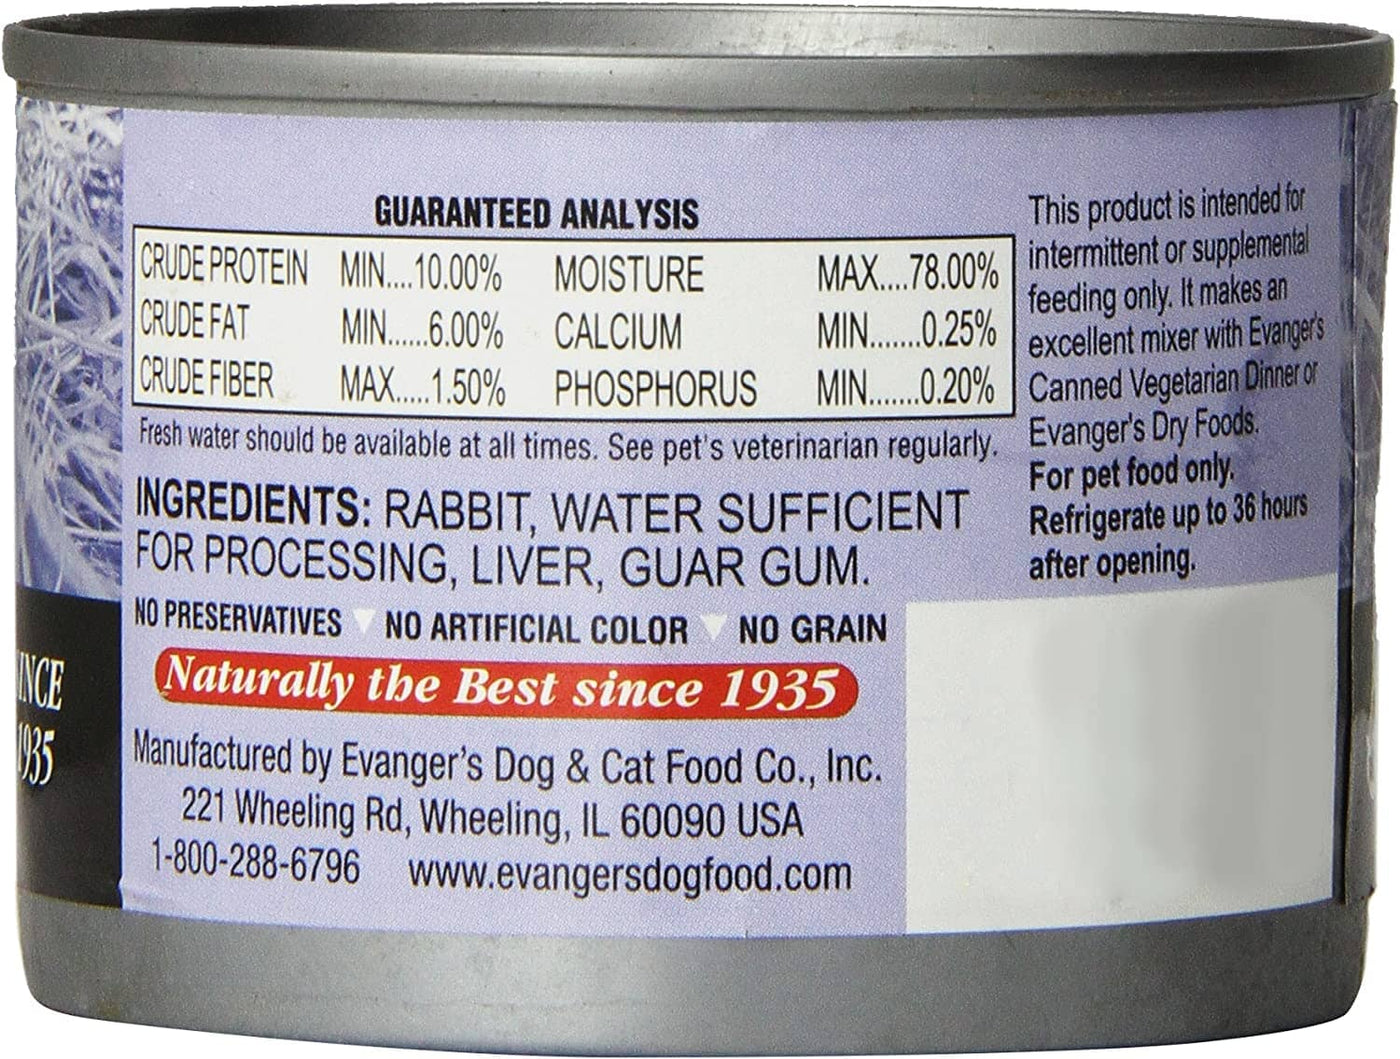 GUARANTEED ANALYSIS
CRUDE PROTEIN MIN....10.00% MOISTURE MAX....78.00%
CRUDE FAT MIN......6.00% CALCIUM MIN.......0.25%
CRUDE FIBER MAX.....1.50% PHOSPHORUS MIN.......0.20%
Fresh water should be available at all times. See pet's veterinarian regularly.
INGREDIENTS: RABBIT, WATER SUFFICIENT
FOR PROCESSING, LIVER, GUAR GUM.
NO PRESERVATIVES NO ARTIFICIAL COLOR NO GRAIN
Naturally the Best since 1935
Manufactured by Evanger's Dog & Cat Food Co., Inc.
221 Wheeling Rd, Wheeling, IL 60090 USA
1-800-288-6796 www.evangersdogfood.com
This product is intended for
intermittent or supplemental
feeding only. It makes an
excellent mixer with Evanger's
Canned Vegetarian Dinner or
Evanger's Dry Foods.
For pet food only.
Refrigerate up to 36 hours
after opening.
INCE
1935